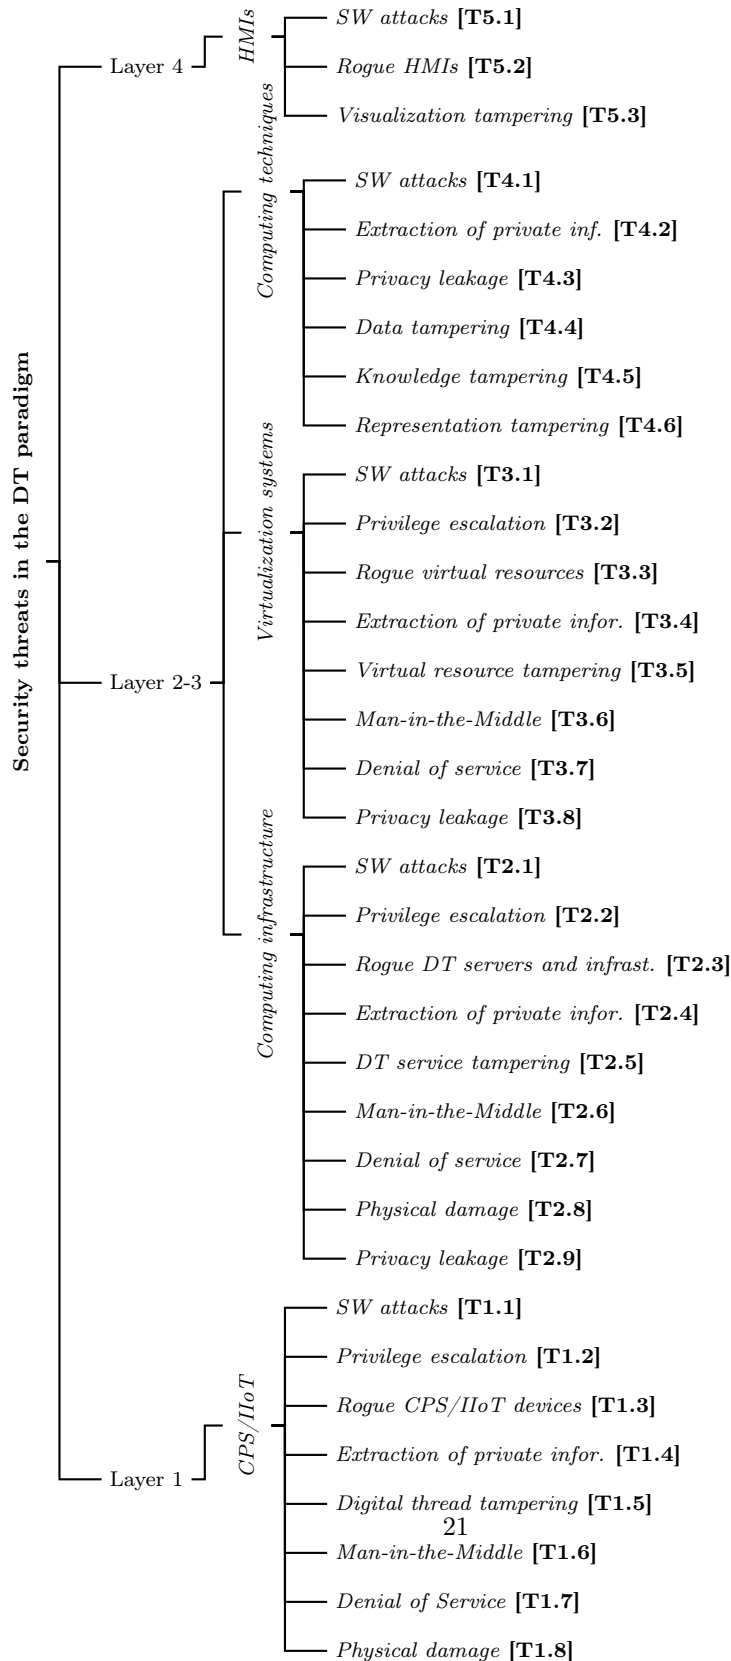 Security threats in the DT paradigm
Layer 4
HMIs
SW attacks [T5.1]
Rogue HMIs [T5.2]
Visualization tampering [T5.3]
Layer 2-3
Computing techniques
SW attacks [T4.1]
Extraction of private inf. [T4.2]
Privacy leakage [T4.3]
Data tampering [T4.4]
Knowledge tampering [T4.5]
Representation tampering [T4.6]
Virtualization systems
SW attacks [T3.1]
Privilege escalation [T3.2]
Rogue virtual resources [T3.3]
Extraction of private infor. [T3.4]
Virtual resource tampering [T3.5]
Man-in-the-Middle [T3.6]
Denial of service [T3.7]
Privacy leakage [T3.8]
Computing infrastructure
SW attacks [T2.1]
Privilege escalation [T2.2]
Rogue DT servers and infrast. [T2.3]
Extraction of private infor. [T2.4]
DT service tampering [T2.5]
Man-in-the-Middle [T2.6]
Denial of service [T2.7]
Physical damage [T2.8]
Privacy leakage [T2.9]
Layer 1
CPS/IIoT
SW attacks [T1.1]
Privilege escalation [T1.2]
Rogue CPS/IIoT devices [T1.3]
Extraction of private infor. [T1.4]
Digital thread tampering [T1.5]
21
Man-in-the-Middle [T1.6]
Denial of Service [T1.7]
Physical damage [T1.8]